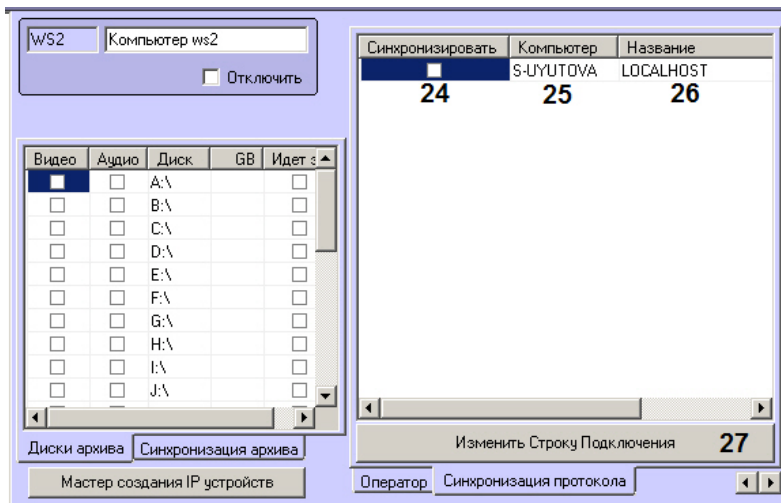 WS2 Компьютер ws2
Отключить
Видео Аудио Диск GB Идет з
A:\
B:\
C:\
D:\
E:\
F:\
G:\
H:\
I:\
J:\
Диски архива Синхронизация архива
Мастер создания IP устройств
Синхронизировать Компьютер Название
S-UYUTOVA LOCALHOST
24 25 26
Изменить Строку Подключения 27
Оператор Синхронизация протокола